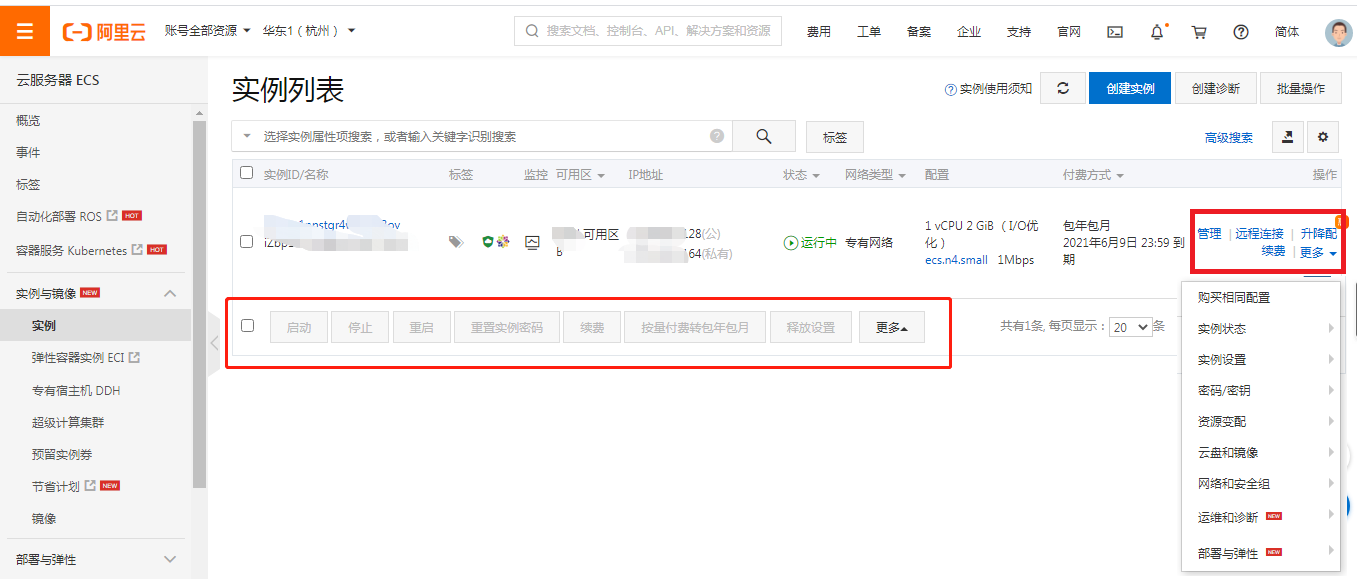 阿里云 账号全部资源 华东1（杭州） 搜索文档、控制台、API、解决方案和资源 费用 工单 备案 企业 支持 官网 简体
云服务器 ECS
概览
事件
标签
自动化部署 ROS HOT
容器服务 Kubernetes HOT
实例与镜像 NEW
实例
弹性容器实例 ECI
专有宿主机 DDH
超级计算集群
预留实例券
节省计划 NEW
镜像
部署与弹性
实例列表
实例使用须知 创建实例 创建诊断 批量操作
选择实例属性项搜索，或者输入关键字识别搜索 标签 高级搜索
实例ID/名称 标签 监控 可用区 IP地址 状态 网络类型 配置 付费方式 操作
可用区 128(公) 运行中 专有网络
B 164(私有)
1 vCPU 2 GiB （I/O优
化）
ecs.n4.small 1Mbps
包年包月
2021年6月9日 23:59 到
期
管理 | 远程连接 | 升降配
续费 | 更多
启动 停止 重启 重置实例密码 续费 按量付费转包年包月 释放设置 更多
共有1条, 每页显示： 20 条
购买相同配置
实例状态
实例设置
密码/密钥
资源变配
云盘和镜像
网络和安全组
运维和诊断 NEW
部署与弹性 NEW